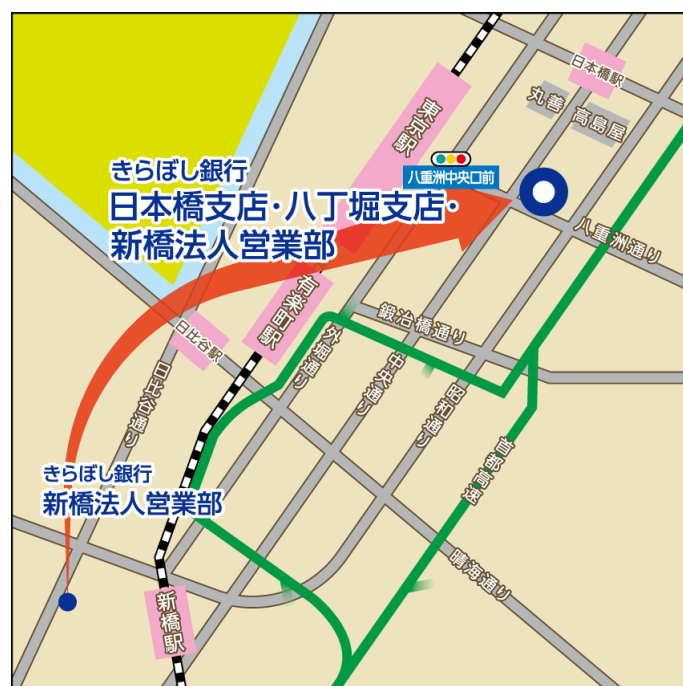 日本橋駅
丸善
高島屋
東京駅
八重洲中央口前
きらぼし銀行
日本橋支店・八丁堀支店・
新橋法人営業部
八重洲通り
有楽町駅
鍛治橋通り
日比谷駅
外堀通り
中央通り
昭和通り
日比谷通り
首都高速
きらぼし銀行
新橋法人営業部
晴海通り
新橋駅